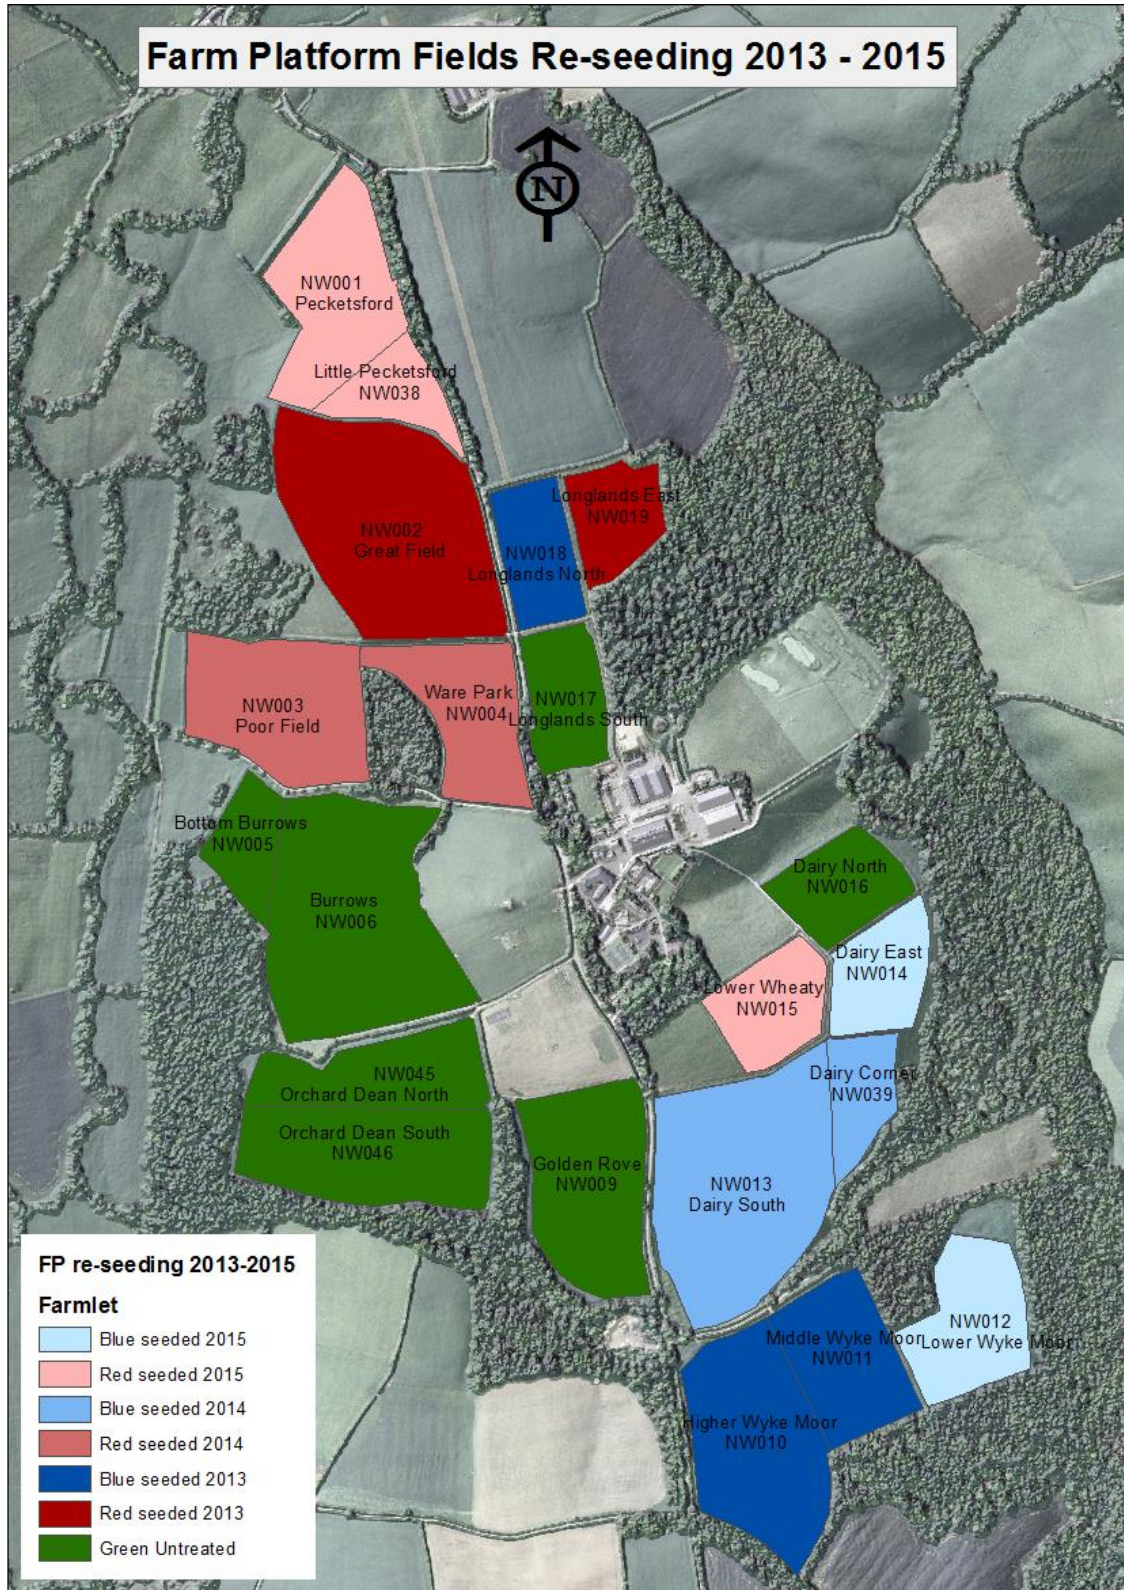 Farm Platform Fields Re-seeding 2013 - 2015
N
NW001
Pecketsford
Little Pecketsford
NW038
Longlands East
NW019
NW002
Great Field
NW018
Longlands North
NW003
Poor Field
Ware Park
NW004
NW017
Longlands South
Bottom Burrows
NW005
Burrows
NW006
Dairy North
NW016
Dairy East
NW014
Lower Wheaty
NW015
NW045
Orchard Dean North
Dairy Corner
NW039
Orchard Dean South
NW046
Golden Rove
NW009
NW013
Dairy South
NW012
Lower Wyke Moor
Middle Wyke Moor
NW011
Higher Wyke Moor
NW010
FP re-seeding 2013-2015
Farmlet
Blue seeded 2015
Red seeded 2015
Blue seeded 2014
Red seeded 2014
Blue seeded 2013
Red seeded 2013
Green Untreated